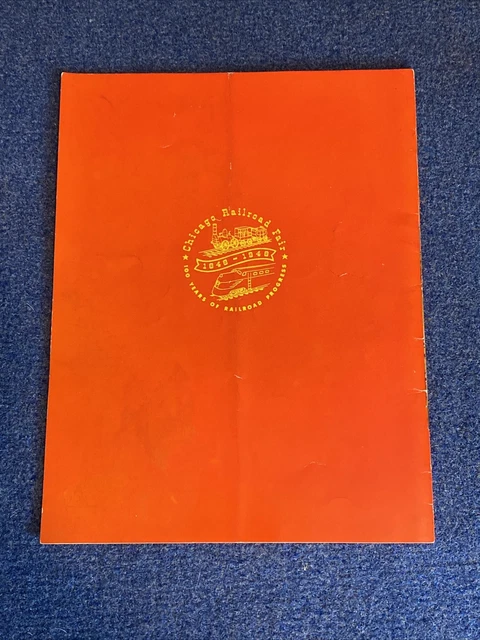 Chicago Railroad Fair
1848 - 1948
100 YEARS OF RAILROAD PROGRESS